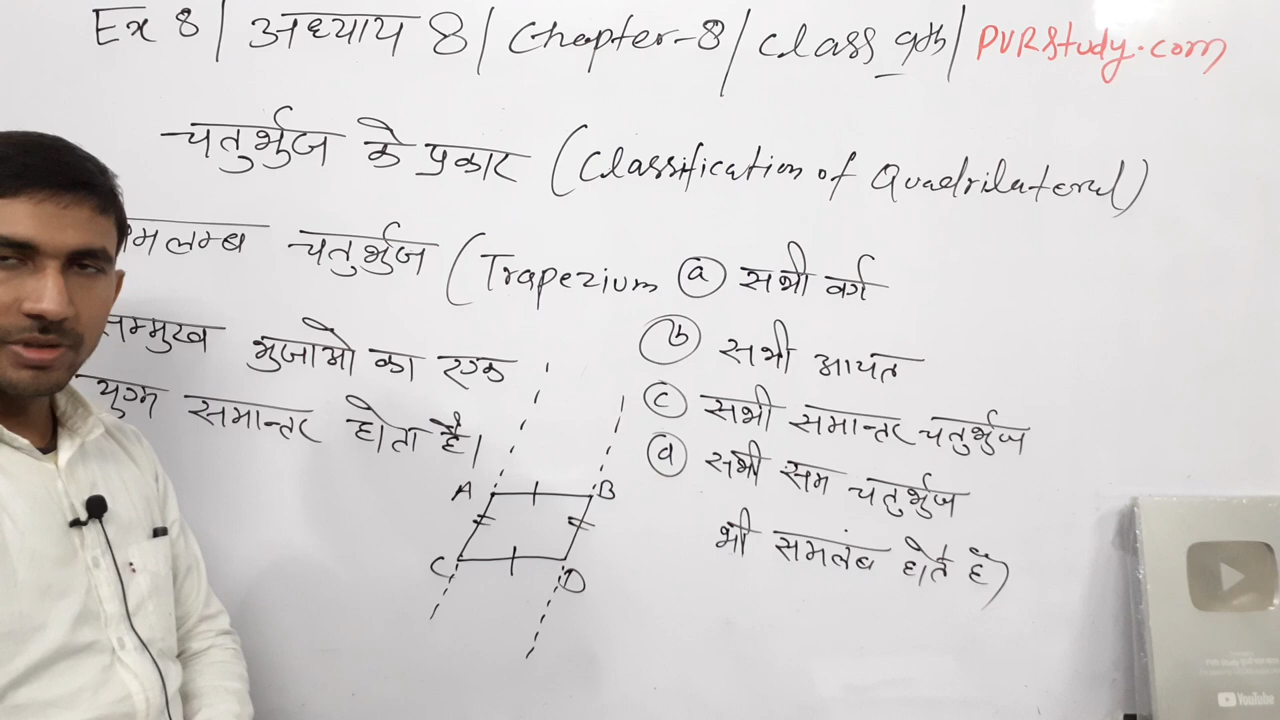 Ex 8 | अध्याय 8 | Chapter-8 | Class 9th | PVRStudy.com
चतुर्भुज के प्रकार (Classification of Quadrilateral)
मलम्ब चतुर्भुज (Trapezium
सम्मुख भुजाओ का एक
युग्म समान्तर होता है।
(a) सभी वर्ग
(b) सभी आयत
(c) सभी समान्तर चतुर्भुज
(d) सभी सम चतुर्भुज
भी समलंब होते हैं)
A B
C D
YouTube